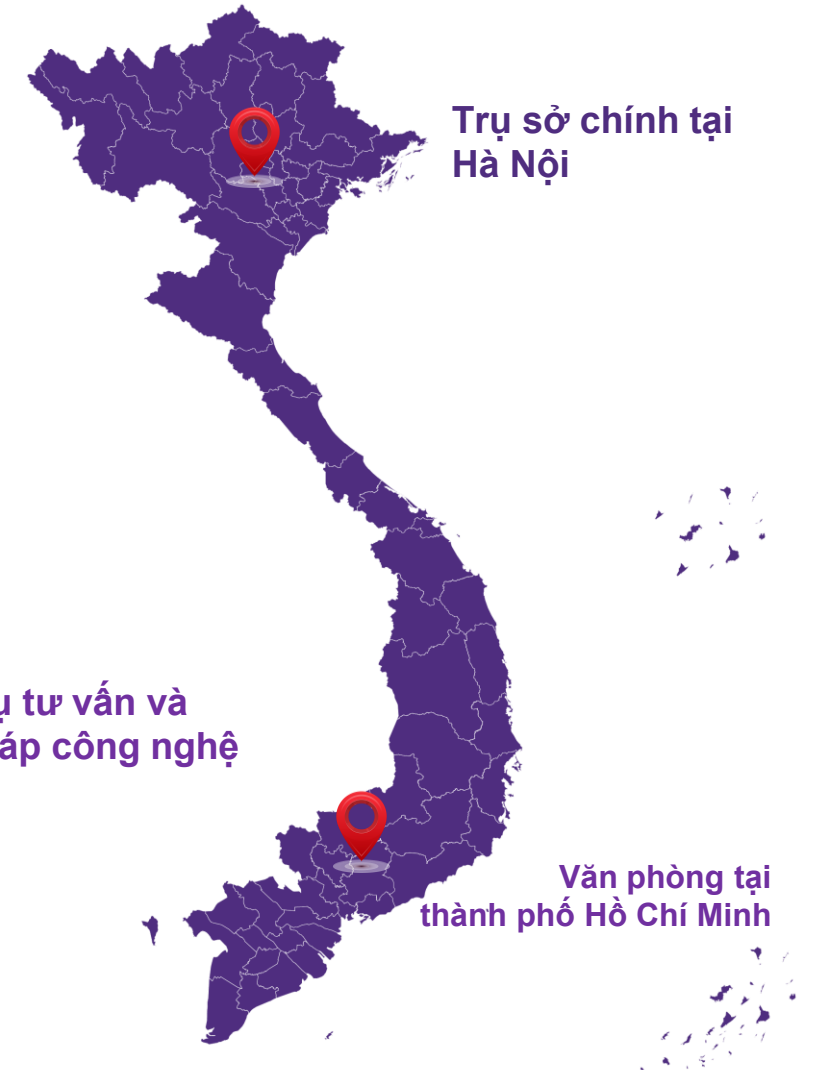 Trụ sở chính tại
Hà Nội
tư vấn và
công nghệ
Văn phòng tại
thành phố Hồ Chí Minh